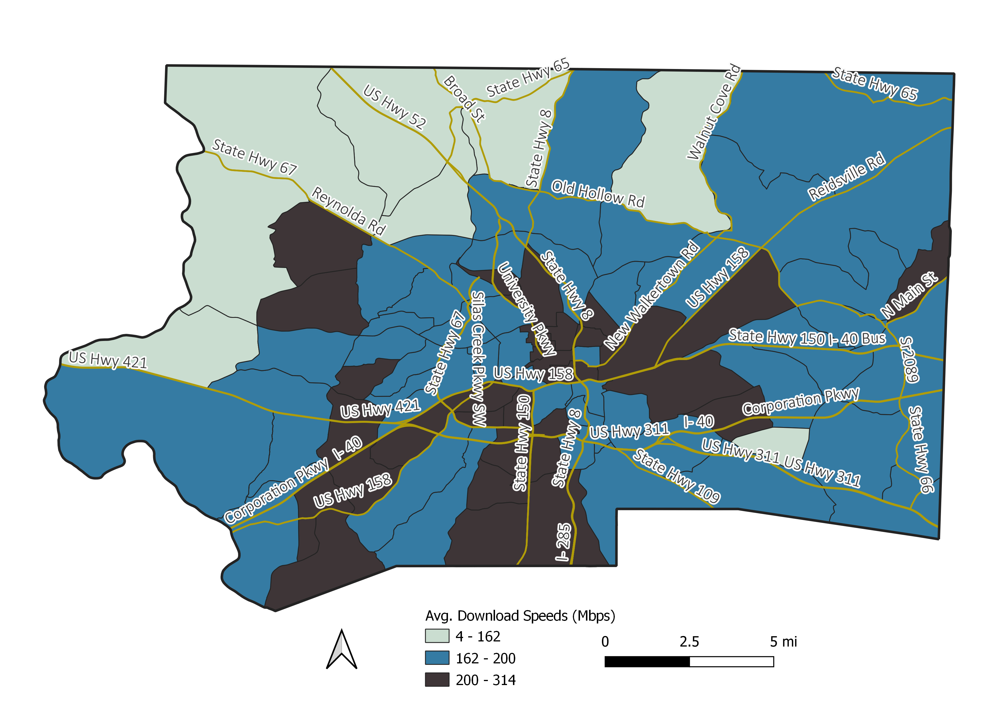 State Hwy 65
Broad St
State Hwy 65
US Hwy 52
Walnut Cove Rd
State Hwy 8
State Hwy 67
Reidsville Rd
Old Hollow Rd
Reynolda Rd
New Walkertown Rd
US Hwy 158
State Hwy 8
University Pkwy
N Main St
Silas Creek Pkwy SW
State Hwy 67
State Hwy 150
I- 40 Bus
Sr2089
US Hwy 421
US Hwy 158
US Hwy 421
Corporation Pkwy
State Hwy 150
State Hwy 8
I- 40
US Hwy 311
State Hwy 66
I- 40
Corporation Pkwy
US Hwy 311
US Hwy 311
State Hwy 109
US Hwy 158
I- 285
Avg. Download Speeds (Mbps)
4 - 162
162 - 200
200 - 314
0 2.5 5 mi